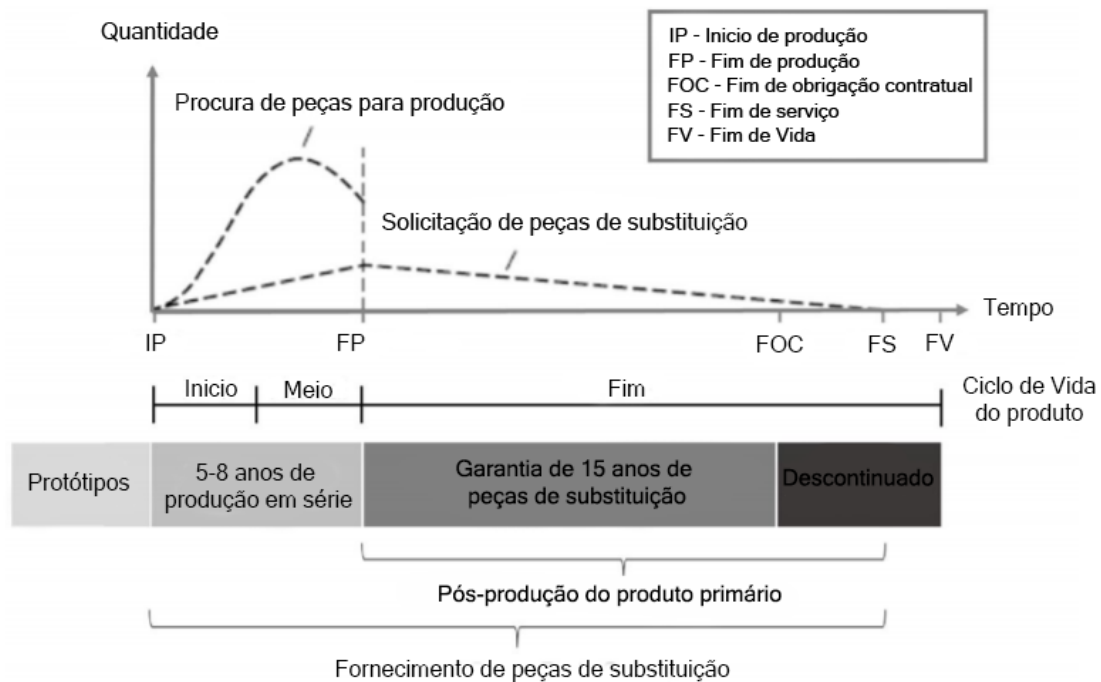 Quantidade
IP - Inicio de produção
FP - Fim de produção
FOC - Fim de obrigação contratual
FS - Fim de serviço
FV - Fim de Vida
Procura de peças para produção
Solicitação de peças de substituição
Tempo
IP
FP
FOC
FS
FV
Inicio
Meio
Fim
Ciclo de Vida
do produto
Protótipos
5-8 anos de
produção em série
Garantia de 15 anos de
peças de substituição
Descontinuado
Pós-produção do produto primário
Fornecimento de peças de substituição